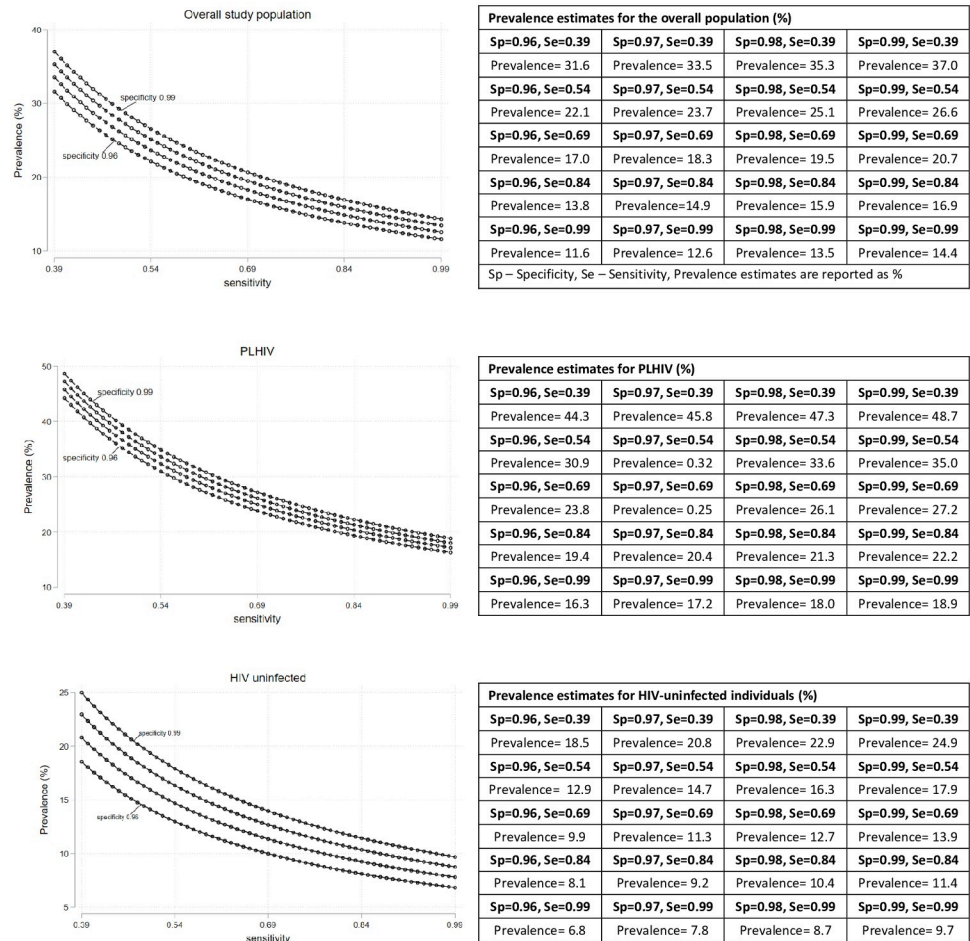 Overall study population
40
30
20
10
Prevalence (%)
specificity 0.99
specificity 0.96
0.39 0.54 0.69 0.84 0.99
sensitivity
Prevalence estimates for the overall population (%)
Sp=0.96, Se=0.39 Sp=0.97, Se=0.39 Sp=0.98, Se=0.39 Sp=0.99, Se=0.39
Prevalence= 31.6 Prevalence= 33.5 Prevalence= 35.3 Prevalence= 37.0
Sp=0.96, Se=0.54 Sp=0.97, Se=0.54 Sp=0.98, Se=0.54 Sp=0.99, Se=0.54
Prevalence= 22.1 Prevalence= 23.7 Prevalence= 25.1 Prevalence= 26.6
Sp=0.96, Se=0.69 Sp=0.97, Se=0.69 Sp=0.98, Se=0.69 Sp=0.99, Se=0.69
Prevalence= 17.0 Prevalence= 18.3 Prevalence= 19.5 Prevalence= 20.7
Sp=0.96, Se=0.84 Sp=0.97, Se=0.84 Sp=0.98, Se=0.84 Sp=0.99, Se=0.84
Prevalence= 13.8 Prevalence=14.9 Prevalence= 15.9 Prevalence= 16.9
Sp=0.96, Se=0.99 Sp=0.97, Se=0.99 Sp=0.98, Se=0.99 Sp=0.99, Se=0.99
Prevalence= 11.6 Prevalence= 12.6 Prevalence= 13.5 Prevalence= 14.4
Sp – Specificity, Se – Sensitivity, Prevalence estimates are reported as %
PLHIV
50
40
30
20
10
Prevalence (%)
specificity 0.99
specificity 0.96
0.39 0.54 0.69 0.84 0.99
sensitivity
Prevalence estimates for PLHIV (%)
Sp=0.96, Se=0.39 Sp=0.97, Se=0.39 Sp=0.98, Se=0.39 Sp=0.99, Se=0.39
Prevalence= 44.3 Prevalence= 45.8 Prevalence= 47.3 Prevalence= 48.7
Sp=0.96, Se=0.54 Sp=0.97, Se=0.54 Sp=0.98, Se=0.54 Sp=0.99, Se=0.54
Prevalence= 30.9 Prevalence= 0.32 Prevalence= 33.6 Prevalence= 35.0
Sp=0.96, Se=0.69 Sp=0.97, Se=0.69 Sp=0.98, Se=0.69 Sp=0.99, Se=0.69
Prevalence= 23.8 Prevalence= 0.25 Prevalence= 26.1 Prevalence= 27.2
Sp=0.96, Se=0.84 Sp=0.97, Se=0.84 Sp=0.98, Se=0.84 Sp=0.99, Se=0.84
Prevalence= 19.4 Prevalence= 20.4 Prevalence= 21.3 Prevalence= 22.2
Sp=0.96, Se=0.99 Sp=0.97, Se=0.99 Sp=0.98, Se=0.99 Sp=0.99, Se=0.99
Prevalence= 16.3 Prevalence= 17.2 Prevalence= 18.0 Prevalence= 18.9
HIV uninfected
25
20
15
10
5
Prevalence (%)
specificity 0.99
specificity 0.96
0.39 0.54 0.69 0.84 0.99
sensitivity
Prevalence estimates for HIV-uninfected individuals (%)
Sp=0.96, Se=0.39 Sp=0.97, Se=0.39 Sp=0.98, Se=0.39 Sp=0.99, Se=0.39
Prevalence= 18.5 Prevalence= 20.8 Prevalence= 22.9 Prevalence= 24.9
Sp=0.96, Se=0.54 Sp=0.97, Se=0.54 Sp=0.98, Se=0.54 Sp=0.99, Se=0.54
Prevalence= 12.9 Prevalence= 14.7 Prevalence= 16.3 Prevalence= 17.9
Sp=0.96, Se=0.69 Sp=0.97, Se=0.69 Sp=0.98, Se=0.69 Sp=0.99, Se=0.69
Prevalence= 9.9 Prevalence= 11.3 Prevalence= 12.7 Prevalence= 13.9
Sp=0.96, Se=0.84 Sp=0.97, Se=0.84 Sp=0.98, Se=0.84 Sp=0.99, Se=0.84
Prevalence= 8.1 Prevalence= 9.2 Prevalence= 10.4 Prevalence= 11.4
Sp=0.96, Se=0.99 Sp=0.97, Se=0.99 Sp=0.98, Se=0.99 Sp=0.99, Se=0.99
Prevalence= 6.8 Prevalence= 7.8 Prevalence= 8.7 Prevalence= 9.7